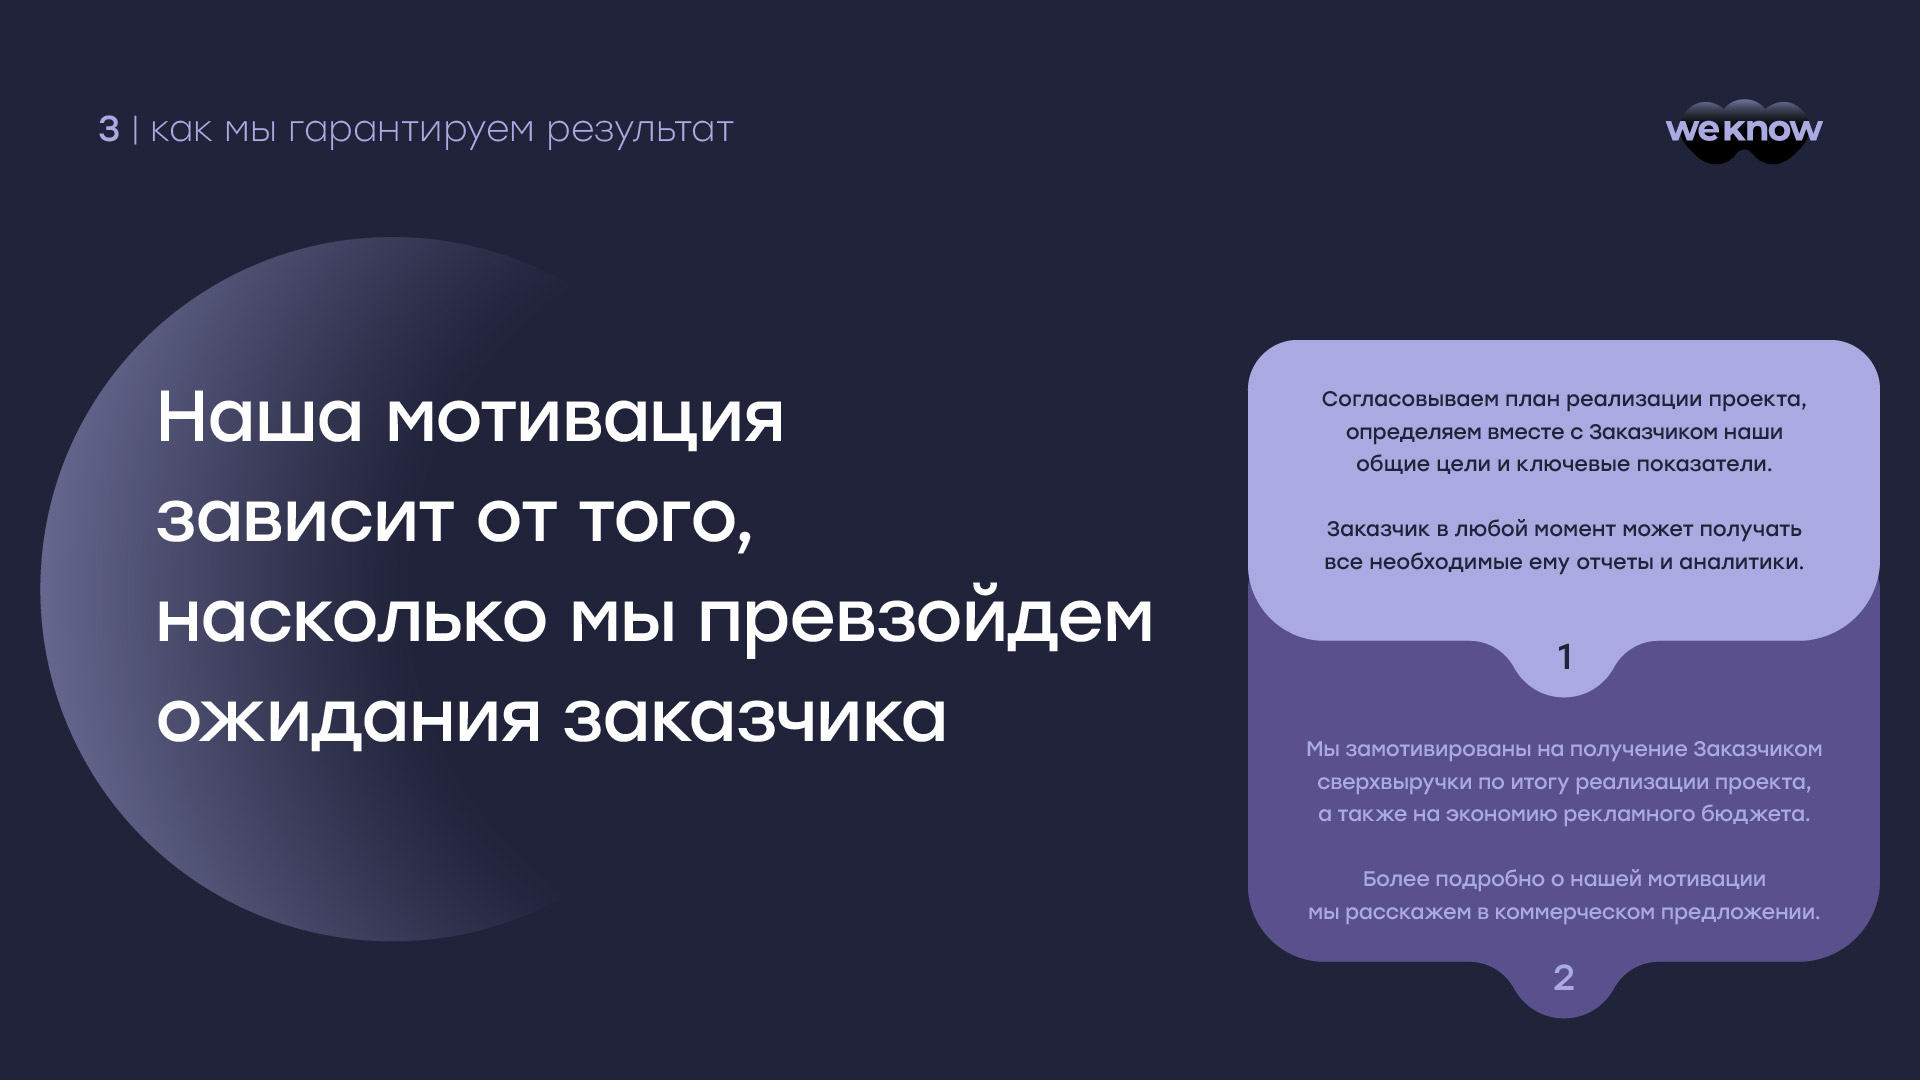 3 | как мы гарантируем результат
weknow
Наша мотивация
зависит от того,
насколько мы превзойдем
ожидания заказчика
Согласовываем план реализации проекта,
определяем вместе с Заказчиком наши
общие цели и ключевые показатели.
Заказчик в любой момент может получать
все необходимые ему отчеты и аналитики.
1
Мы замотивированы на получение Заказчиком
сверхвыручки по итогу реализации проекта,
а также на экономию рекламного бюджета.
Более подробно о нашей мотивации
мы расскажем в коммерческом предложении.
2